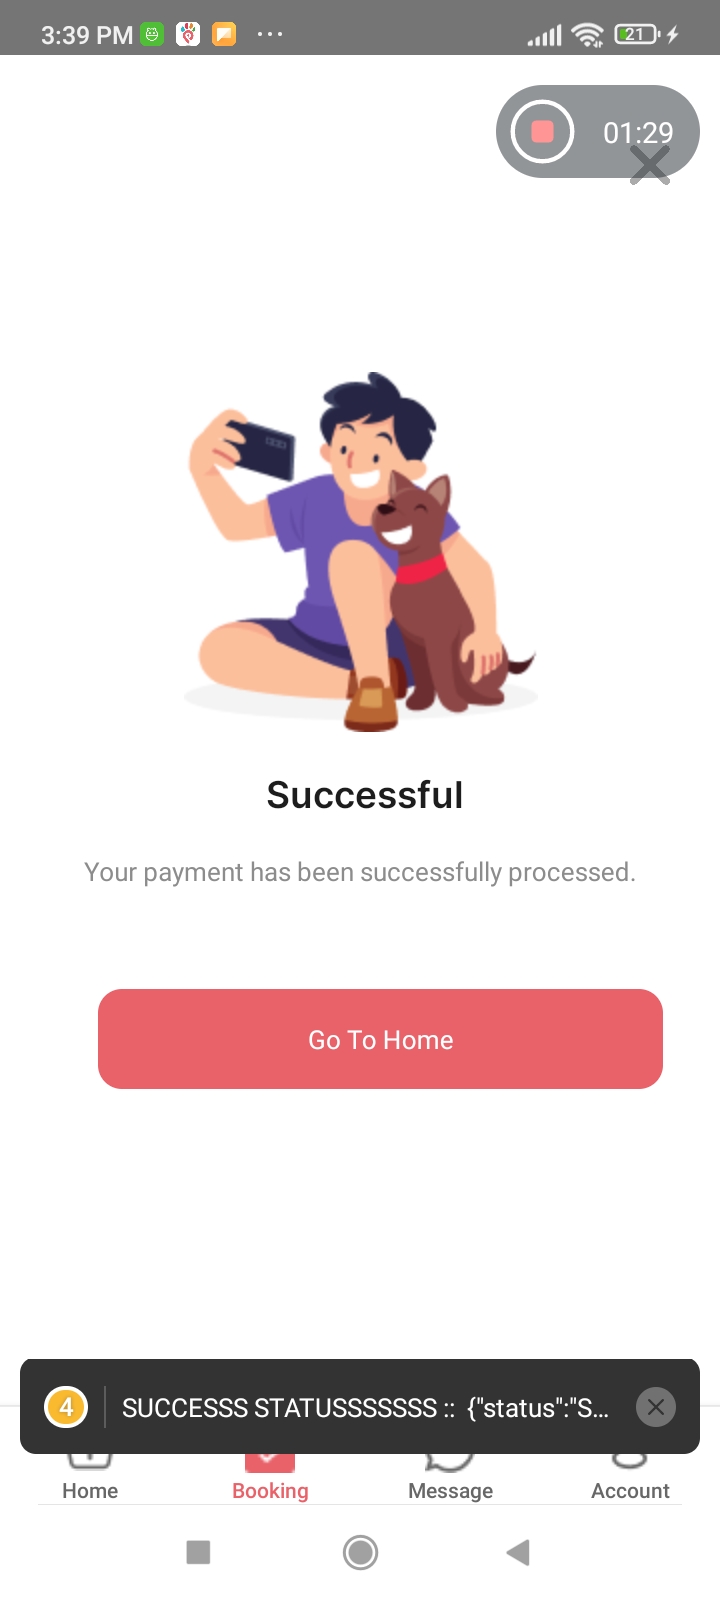 3:39 PM
21
01:29
Successful
Your payment has been successfully processed.
Go To Home
4
SUCCESSS STATUSSSSSSS :: {"status":"S...
Home
Booking
Message
Account